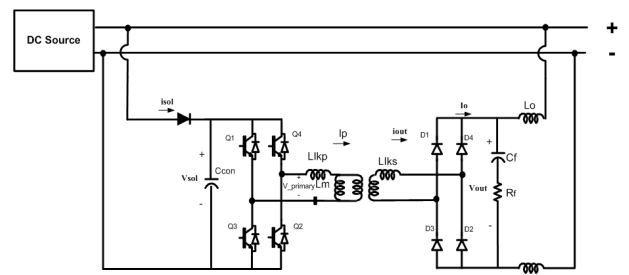 +
DC Source
-
isol
Q1
Q4
Llkp
Ip
iout
D1
Io
D4
Lo
+
Vsol
Ccon
-
+
V_primary
-
Lm
Llks
+
Cf
Vout
Rf
-
Q3
Q2
D3
D2